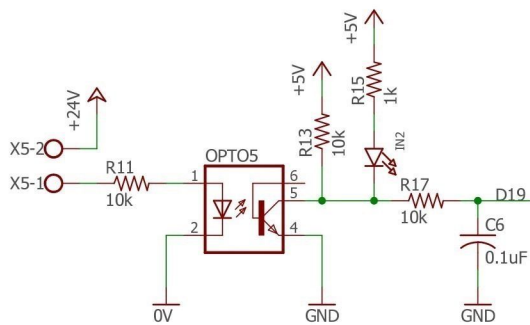 +5V
+5V
+24V
R15
1k
R13
10k
IN2
X5-2
X5-1
R11
10k
OPTO5
1
2
6
5
4
R17
10k
D19
C6
0.1uF
0V
GND
GND